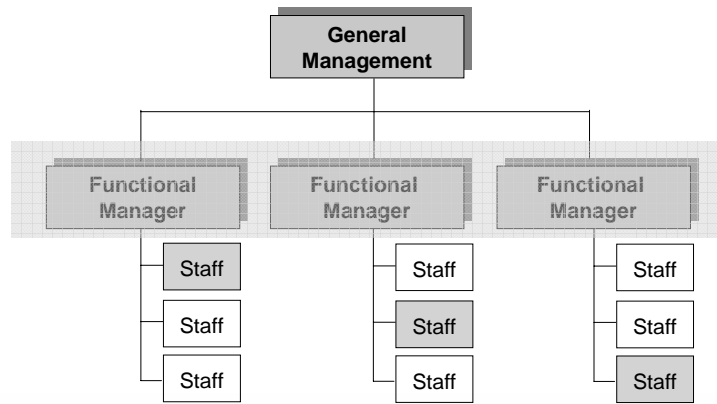 General
Management
Functional
Manager
Functional
Manager
Functional
Manager
Staff
Staff
Staff
Staff
Staff
Staff
Staff
Staff
Staff